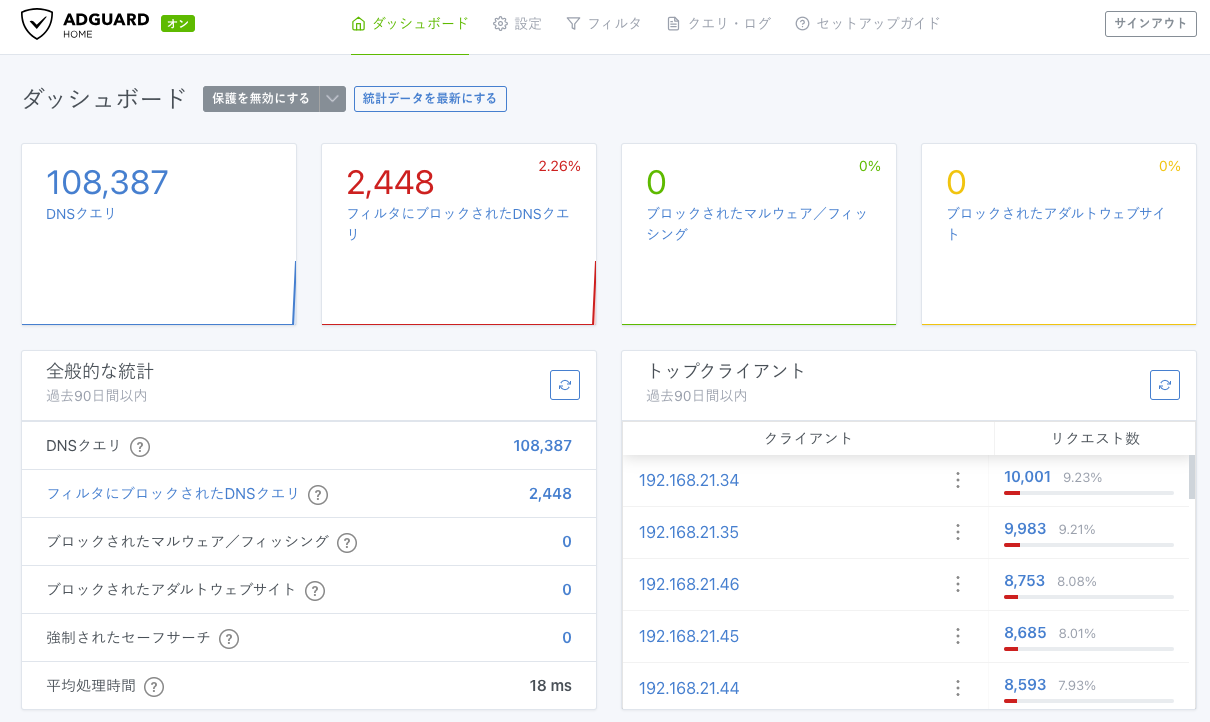 ADGUARD
HOME
オン
ダッシュボード
設定
フィルタ
クエリ・ログ
セットアップガイド
サインアウト
ダッシュボード
保護を無効にする
統計データを最新にする
108,387
DNSクエリ
2.26%
2,448
フィルタにブロックされたDNSクエ
リ
0%
0
ブロックされたマルウェア／フィッ
シング
0%
0
ブロックされたアダルトウェブサイ
ト
全般的な統計
過去90日間以内
DNSクエリ ? 108,387
フィルタにブロックされたDNSクエリ ? 2,448
ブロックされたマルウェア／フィッシング ? 0
ブロックされたアダルトウェブサイト ? 0
強制されたセーフサーチ ? 0
平均処理時間 ? 18 ms
トップクライアント
過去90日間以内
クライアント リクエスト数
192.168.21.34 10,001 9.23%
192.168.21.35 9,983 9.21%
192.168.21.46 8,753 8.08%
192.168.21.45 8,685 8.01%
192.168.21.44 8,593 7.93%